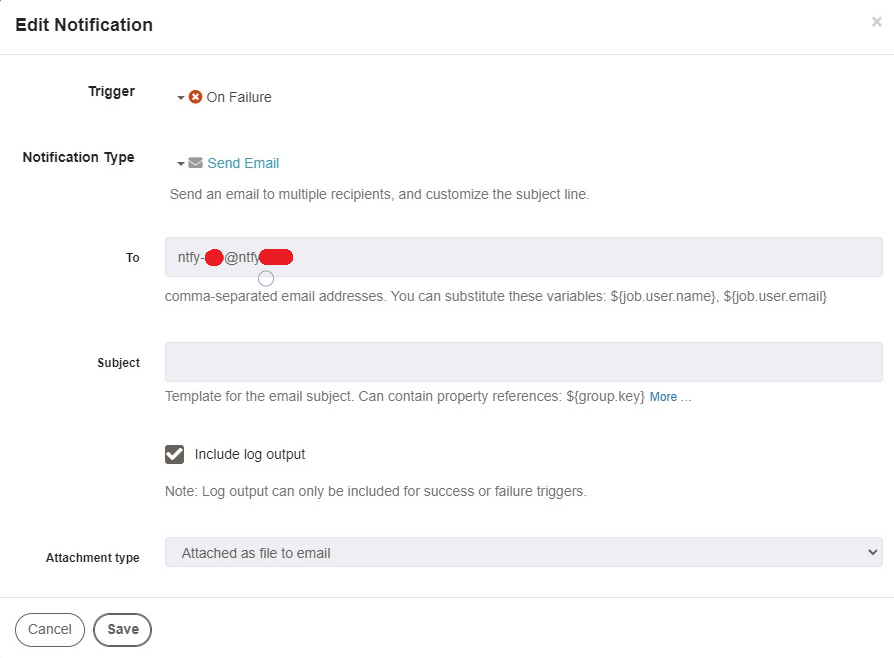 Edit Notification ×
Trigger On Failure
Notification Type Send Email
Send an email to multiple recipients, and customize the subject line.
To ntfy- @ntfy
comma-separated email addresses. You can substitute these variables: ${job.user.name}, ${job.user.email}
Subject
Template for the email subject. Can contain property references: ${group.key} More ...
Include log output
Note: Log output can only be included for success or failure triggers.
Attachment type Attached as file to email
Cancel Save